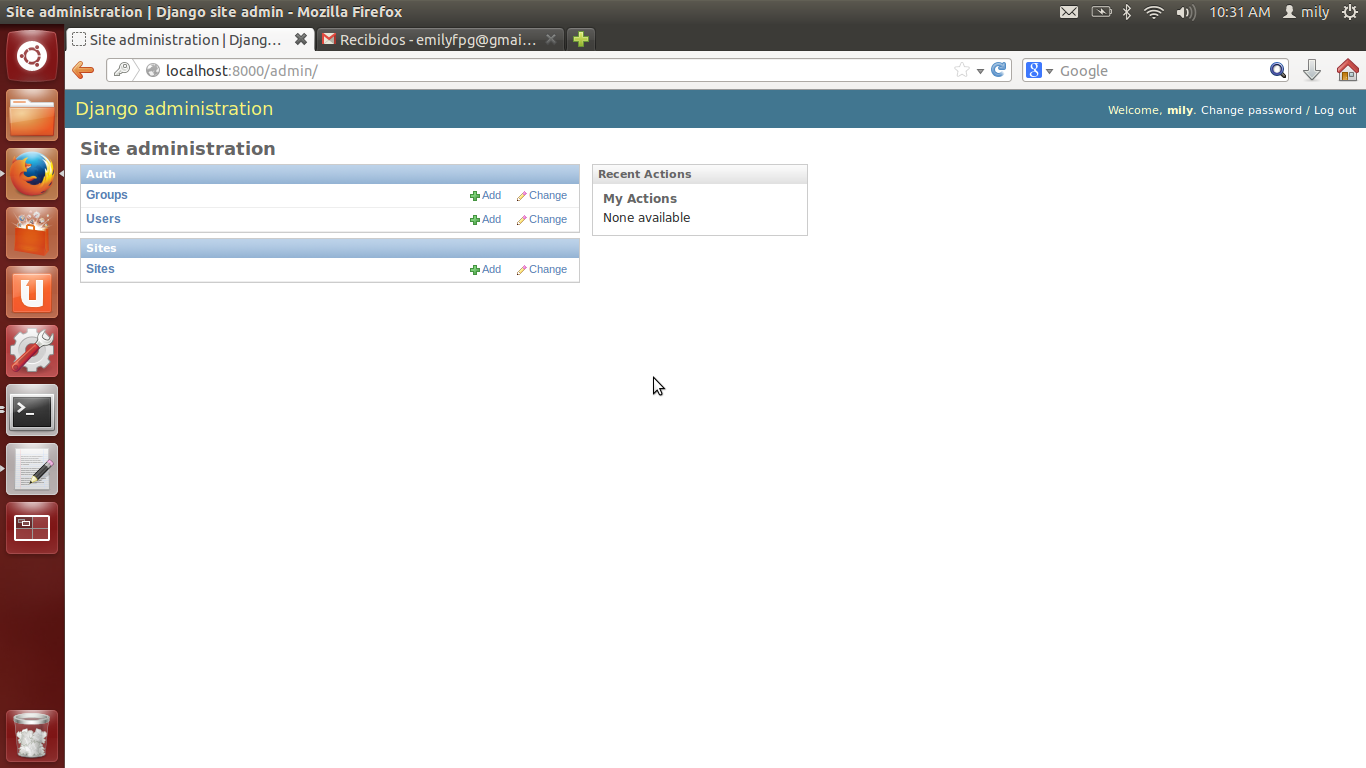 Site administration | Django site admin - Mozilla Firefox
10:31 AM mily
Site administration | Djang...
Recibidos - emilyfpg@gmai...
localhost:8000/admin/
8 Google
Django administration
Welcome, mily. Change password / Log out
Site administration
Auth
Groups Add Change
Users Add Change
Sites
Sites Add Change
Recent Actions
My Actions
None available
U
>_